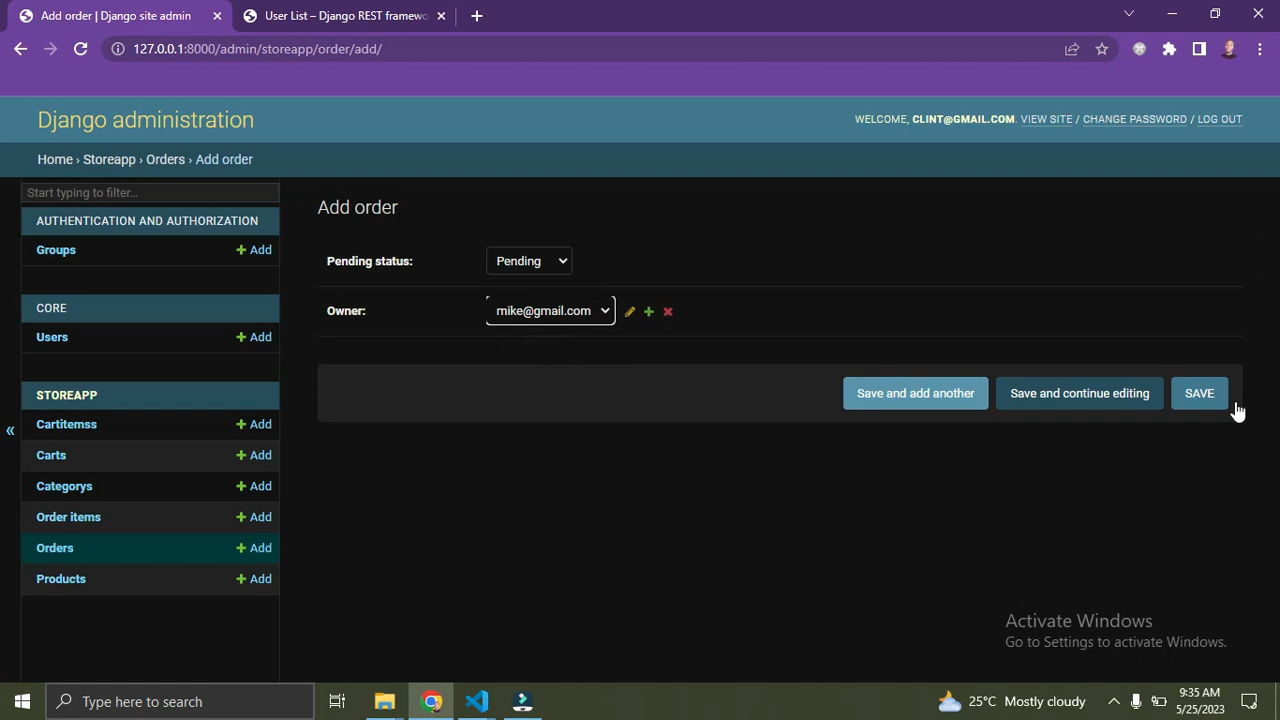 Add order | Django site admin
User List – Django REST framewo
127.0.0.1:8000/admin/storeapp/order/add/
Django administration
WELCOME, CLINT@GMAIL.COM. VIEW SITE / CHANGE PASSWORD / LOG OUT
Home › Storeapp › Orders › Add order
Start typing to filter…
AUTHENTICATION AND AUTHORIZATION
Groups + Add
CORE
Users + Add
STOREAPP
Cartitemss + Add
Carts + Add
Categorys + Add
Order items + Add
Orders + Add
Products + Add
«
Add order
Pending status: Pending
Owner: mike@gmail.com
Save and add another Save and continue editing SAVE
Activate Windows
Go to Settings to activate Windows.
Type here to search
25°C Mostly cloudy
9:35 AM
5/25/2023